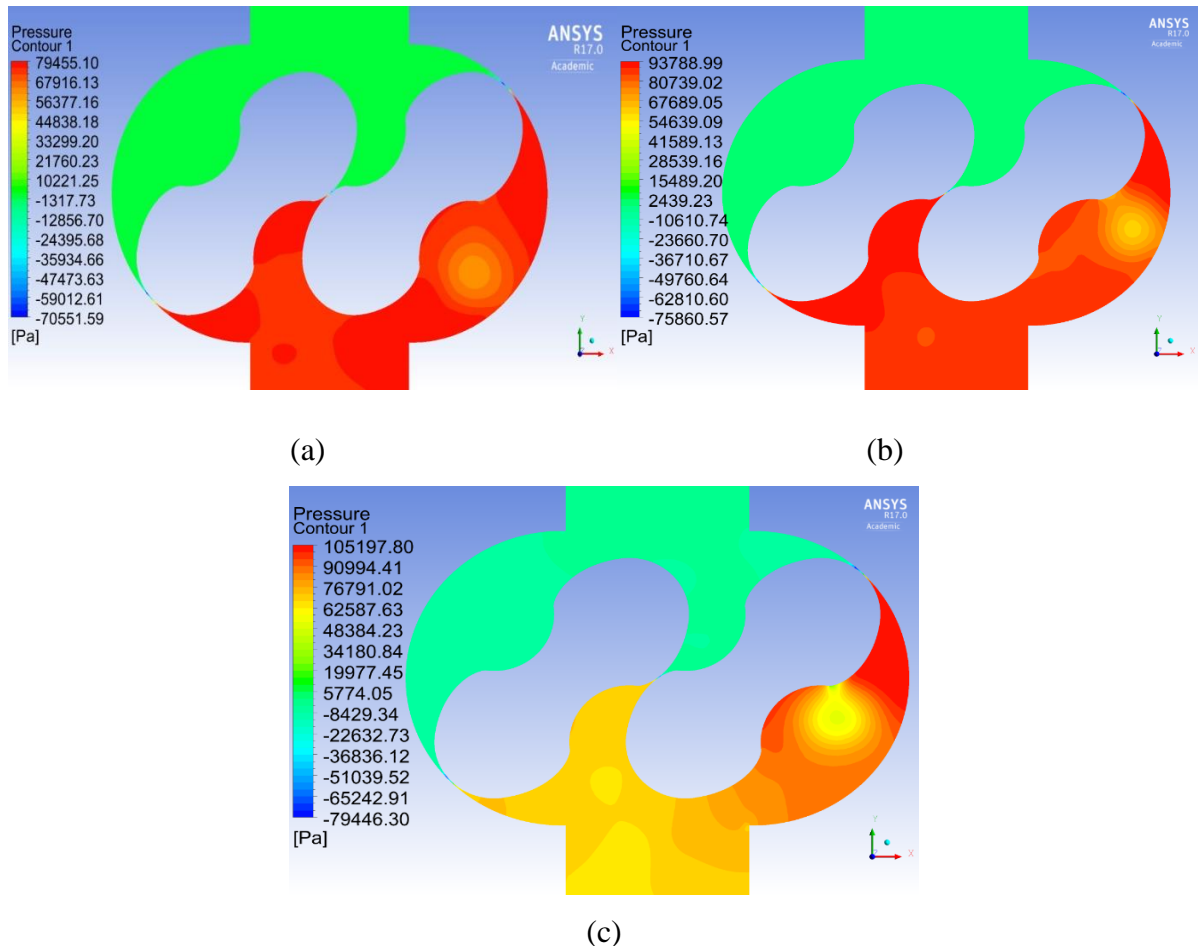 Pressure
Contour 1
79455.10
67916.13
56377.16
44838.18
33299.20
21760.23
10221.25
-1317.73
-12856.70
-24395.68
-35934.66
-47473.63
-59012.61
-70551.59
[Pa]
ANSYS
R17.0
Academic
Y
X
(a)
Pressure
Contour 1
93788.99
80739.02
67689.05
54639.09
41589.13
28539.16
15489.20
2439.23
-10610.74
-23660.70
-36710.67
-49760.64
-62810.60
-75860.57
[Pa]
ANSYS
R17.0
Academic
Y
X
(b)
Pressure
Contour 1
105197.80
90994.41
76791.02
62587.63
48384.23
34180.84
19977.45
5774.05
-8429.34
-22632.73
-36836.12
-51039.52
-65242.91
-79446.30
[Pa]
ANSYS
R17.0
Academic
Y
X
(c)